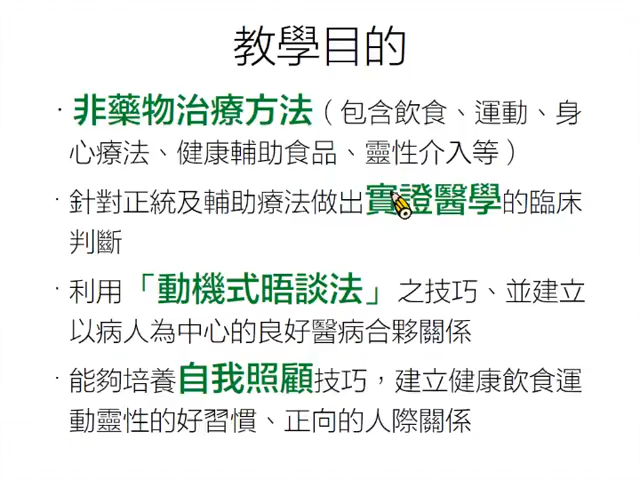 教學目的
· 非藥物治療方法（包含飲食、運動、身
心療法、健康輔助食品、靈性介入等）
· 針對正統及輔助療法做出實證醫學的臨床
判斷
· 利用「動機式晤談法」之技巧、並建立
以病人為中心的良好醫病合夥關係
· 能夠培養自我照顧技巧，建立健康飲食運
動靈性的好習慣、正向的人際關係